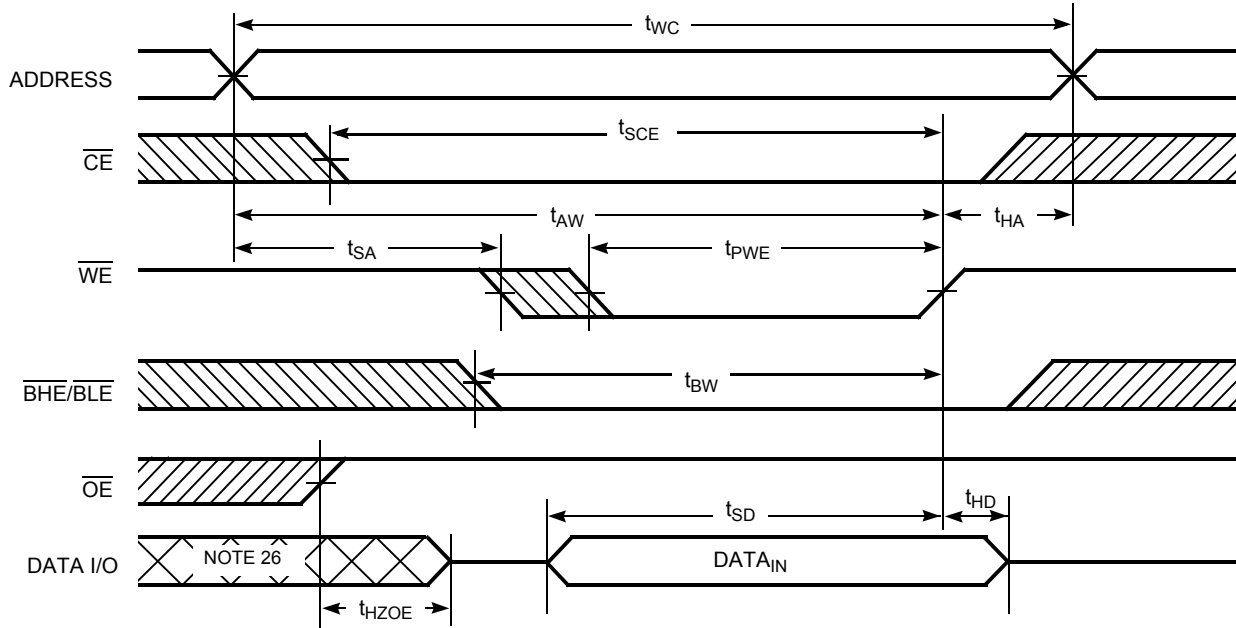 tWC
ADDRESS
tSCE
CE
tAW
tHA
tSA
tPWE
WE
tBW
BHE/BLE
OE
tSD
tHD
DATA I/O
NOTE 26
DATAIN
tHZOE